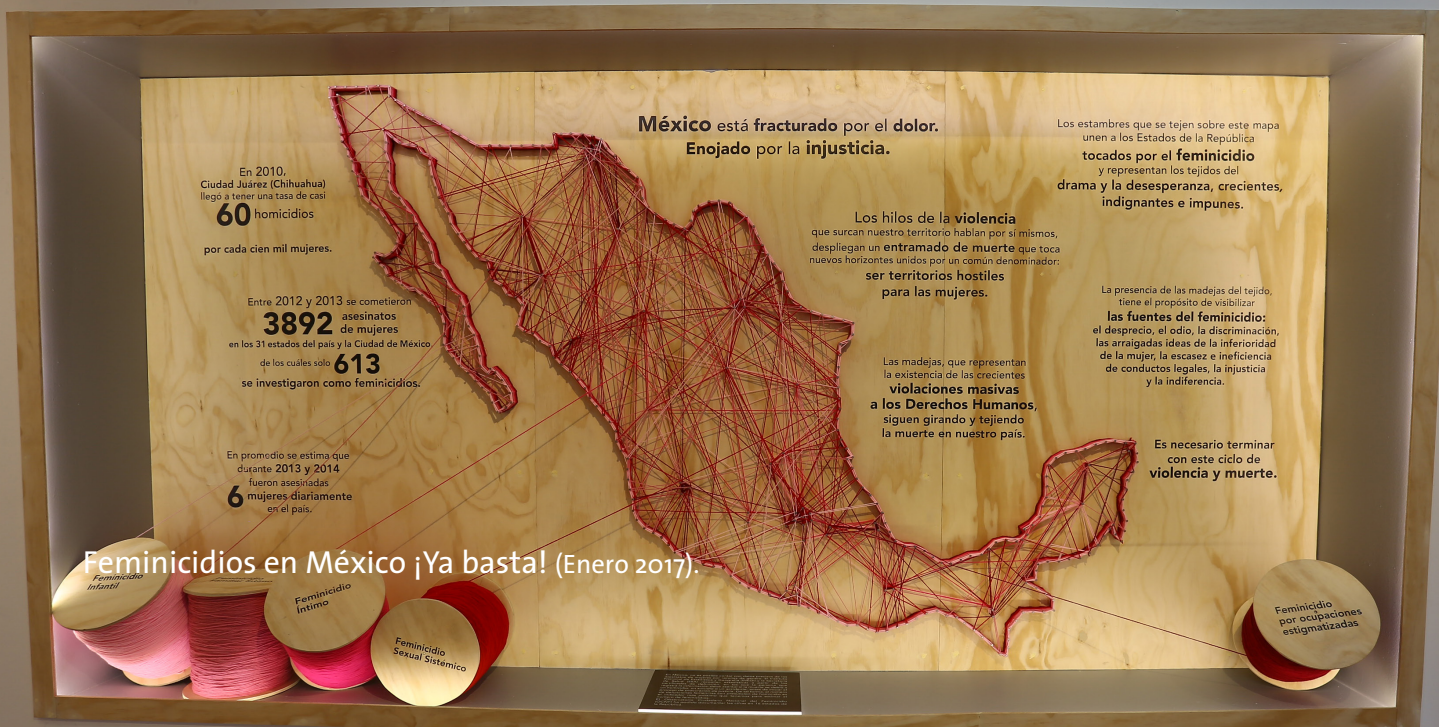 México está fracturado por el dolor.
Enojado por la injusticia.
En 2010,
Ciudad Juárez (Chihuahua)
llegó a tener una tasa de casi
60 homicidios
por cada cien mil mujeres.
Entre 2012 y 2013 se cometieron
3892 asesinatos
de mujeres
en los 31 estados del país y la Ciudad de México
de los cuáles solo 613
se investigaron como feminicidios.
En promedio se estima que
durante 2013 y 2014
fueron asesinadas
6 mujeres diariamente
en el país.
Los hilos de la violencia
que surcan nuestro territorio hablan por sí mismos,
despliegan un entramado de muerte que toca
nuevos horizontes unidos por un común denominador:
ser territorios hostiles
para las mujeres.
Las madejas, que representan
la existencia de las crecientes
violaciones masivas
a los Derechos Humanos,
siguen girando y tejiendo
la muerte en nuestro país.
Los estambres que se tejen sobre este mapa
unen a los Estados de la República
tocados por el feminicidio
y representan los tejidos del
drama y la desesperanza, crecientes,
indignantes e impunes.
La presencia de las madejas del tejido,
tiene el propósito de visibilizar
las fuentes del feminicidio:
el desprecio, el odio, la discriminación,
las arraigadas ideas de la inferioridad
de la mujer, la escasez e ineficiencia
de conductos legales, la injusticia
y la indiferencia.
Es necesario terminar
con este ciclo de
violencia y muerte.
Feminicidios en México ¡Ya basta! (Enero 2017).
Feminicidio
Infantil
Feminicidio
Íntimo
Feminicidio
Sexual Sistémico
Feminicidio
por ocupaciones
estigmatizadas